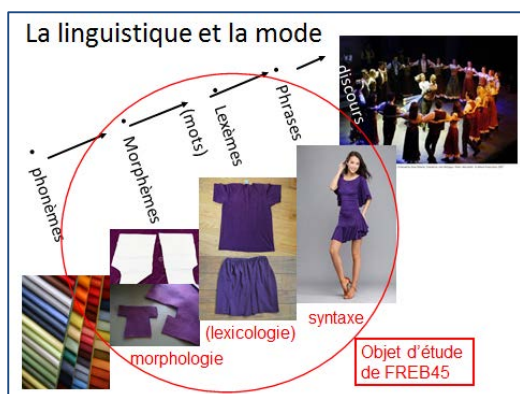 La linguistique et la mode
phonèmes
Morphèmes
(mots)
Lexèmes
Phrases
discours
morphologie
(lexicologie)
syntaxe
Objet d'étude
de FREB45